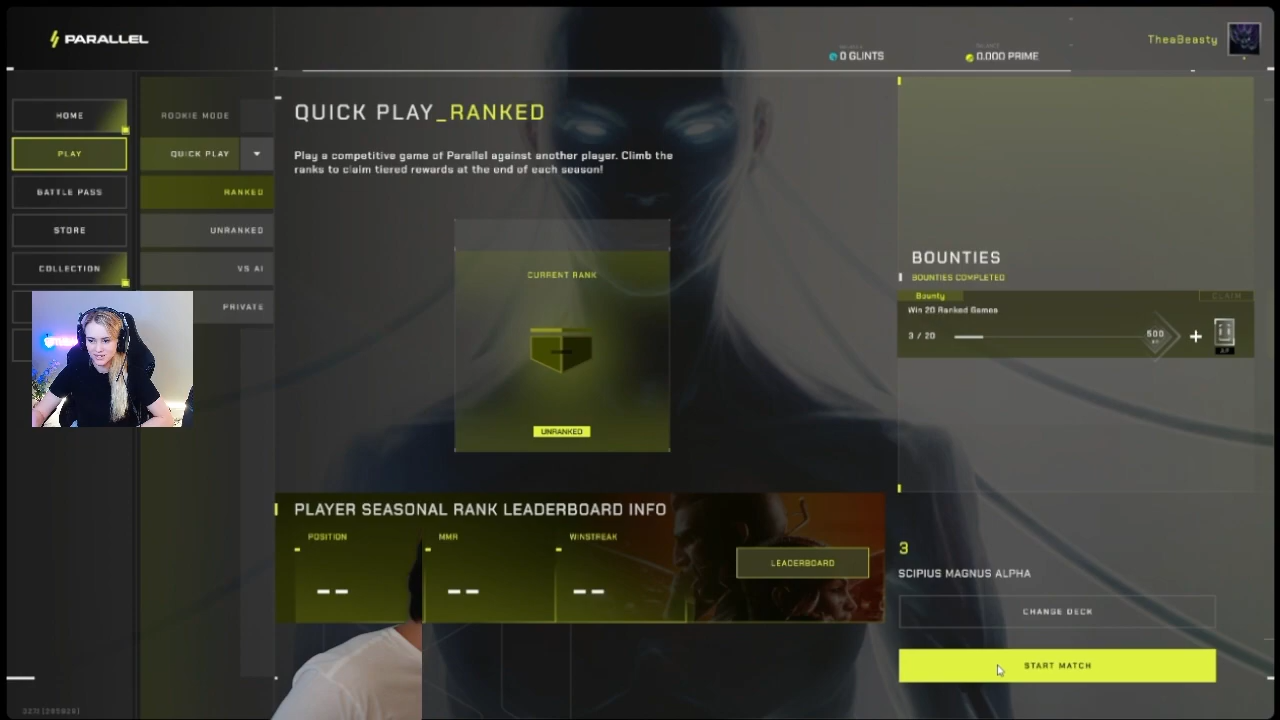 PARALLEL
0 GLINTS
0.000 PRIME
TheaBeasty
HOME
PLAY
BATTLE PASS
STORE
COLLECTION
ROOKIE MODE
QUICK PLAY
RANKED
UNRANKED
VS AI
PRIVATE
QUICK PLAY_RANKED
Play a competitive game of Parallel against another player. Climb the
ranks to claim tiered rewards at the end of each season!
CURRENT RANK
UNRANKED
BOUNTIES
BOUNTIES COMPLETED
Bounty
CLAIM
Win 20 Ranked Games
3 / 20
500
PLAYER SEASONAL RANK LEADERBOARD INFO
POSITION
MMR
WINSTREAK
-- -- --
LEADERBOARD
3
SCIPIUS MAGNUS ALPHA
CHANGE DECK
START MATCH